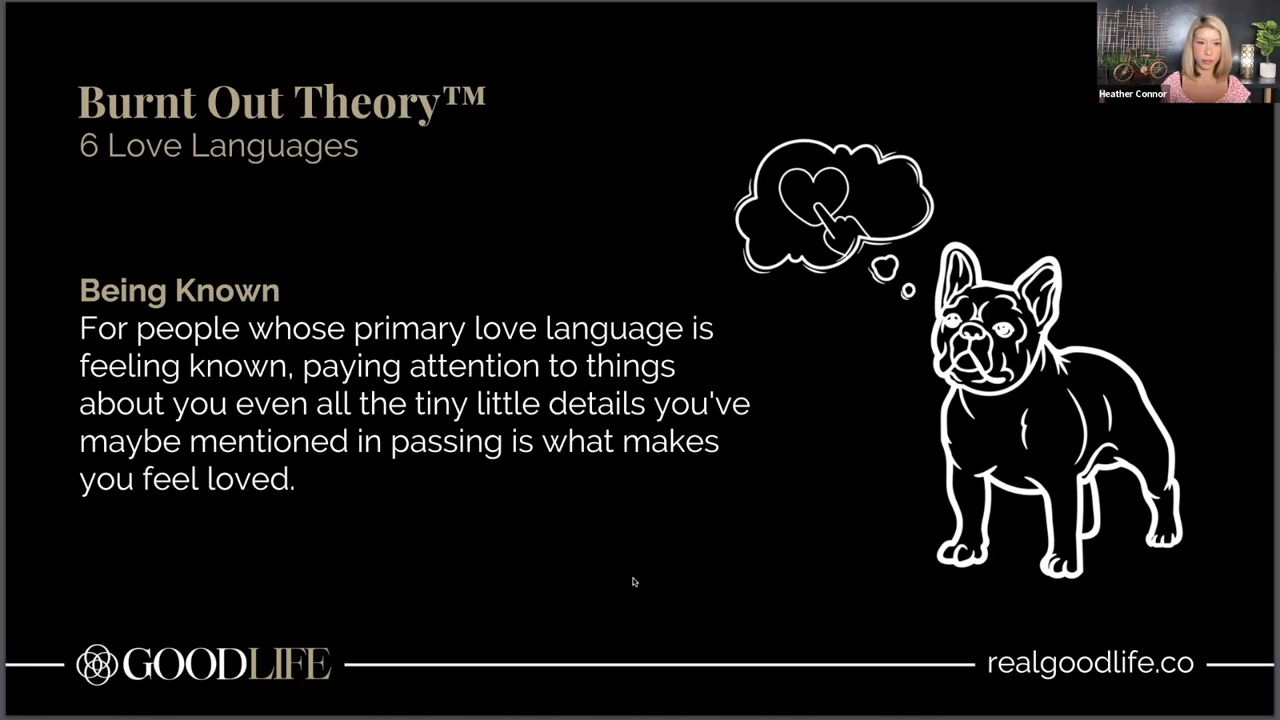 Heather Connor
Burnt Out Theory™
6 Love Languages
Being Known
For people whose primary love language is
feeling known, paying attention to things
about you even all the tiny little details you've
maybe mentioned in passing is what makes
you feel loved.
GOODLIFE
realgoodlife.co